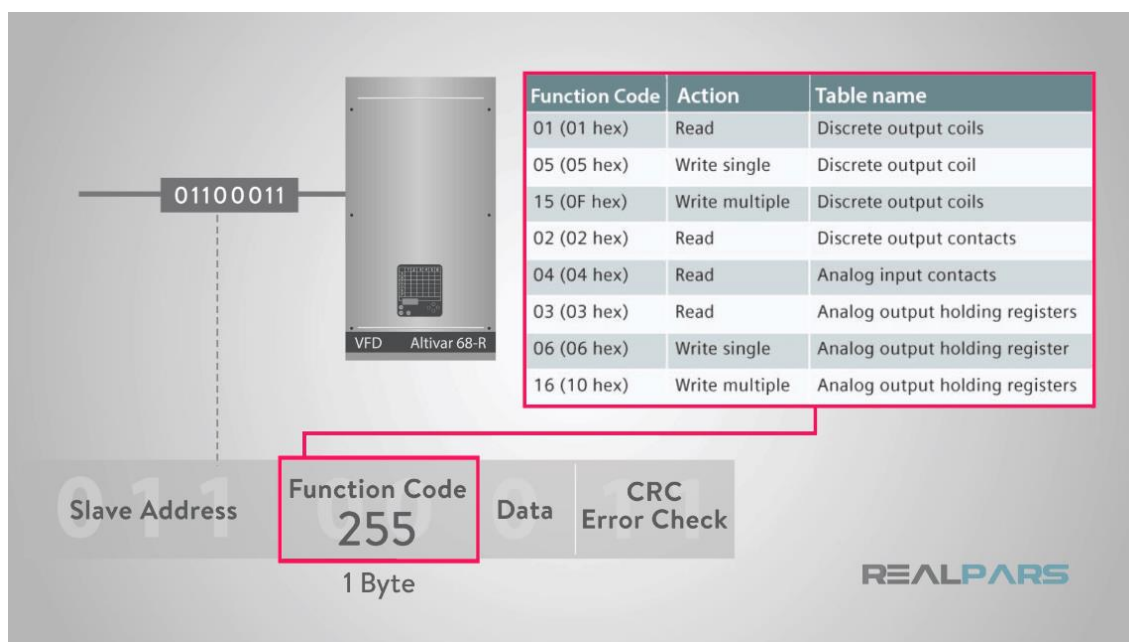 Function Code Action Table name
01 (01 hex) Read Discrete output coils
05 (05 hex) Write single Discrete output coil
15 (0F hex) Write multiple Discrete output coils
02 (02 hex) Read Discrete output contacts
04 (04 hex) Read Analog input contacts
03 (03 hex) Read Analog output holding registers
06 (06 hex) Write single Analog output holding register
16 (10 hex) Write multiple Analog output holding registers
01100011
VFD Altivar 68-R
011 00 0 11
Slave Address
Function Code
255
Data
CRC
Error Check
1 Byte
REALPARS